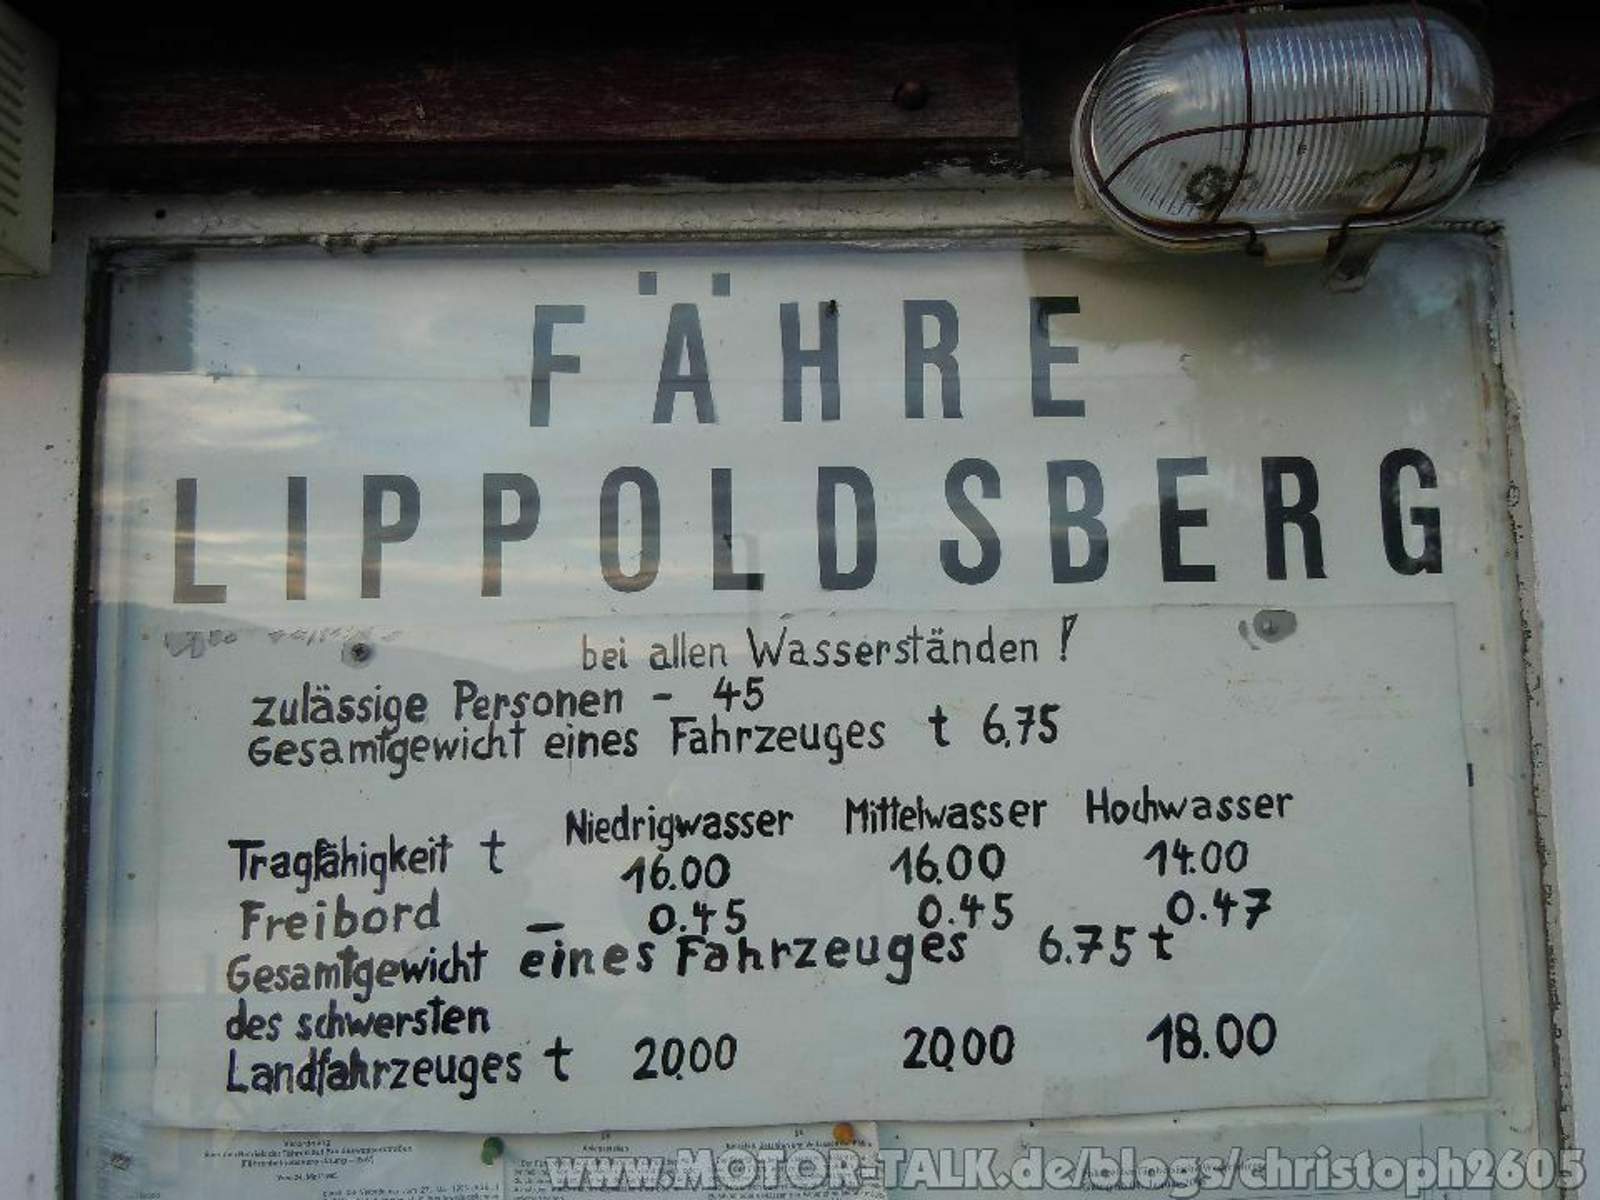 FÄHRE
LIPPOLDSBERG
bei allen Wasserständen !
zulässige Personen - 45
Gesamtgewicht eines Fahrzeuges t 6.75
Niedrigwasser Mittelwasser Hochwasser
Tragfähigkeit t 16.00 16.00 14.00
Freibord - 0.45 0.45 0.47
Gesamtgewicht eines Fahrzeuges 6.75 t
des schwersten
Landfahrzeuges t 20.00 20.00 18.00
www.MOTOR-TALK.de/blogs/christoph2605